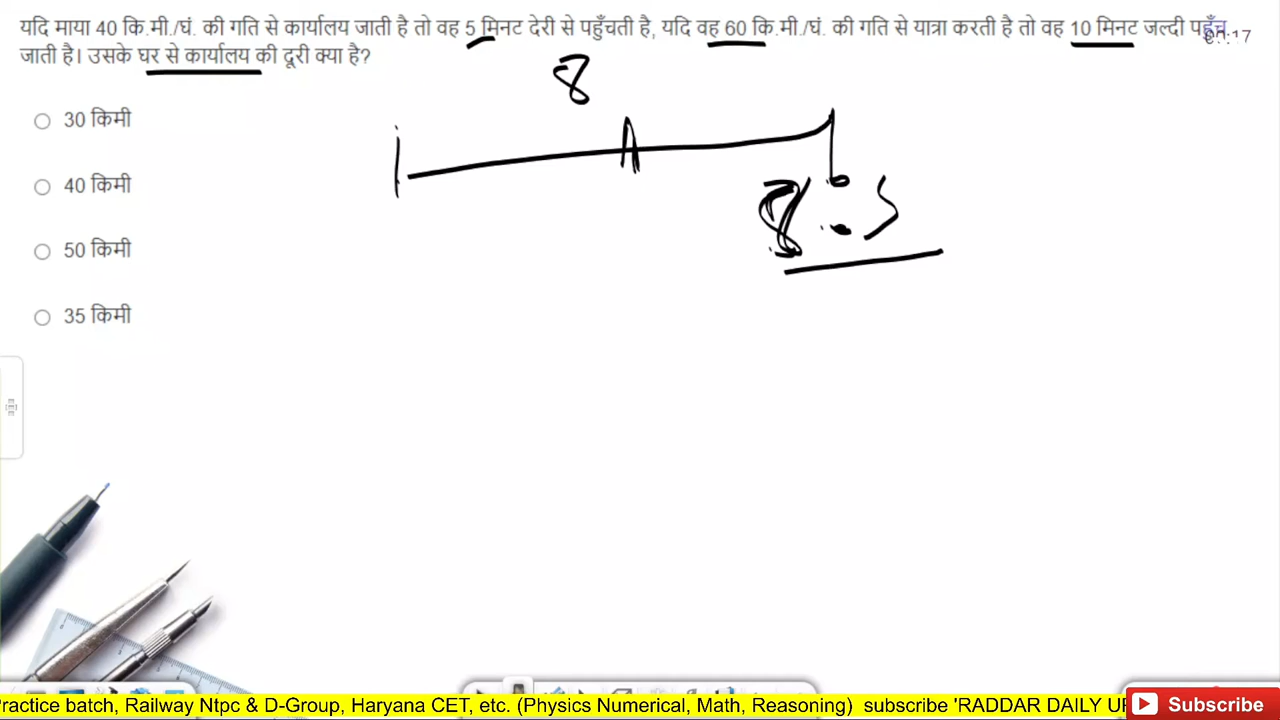 यदि माया 40 कि.मी./घं. की गति से कार्यालय जाती है तो वह 5 मिनट देरी से पहुँचती है, यदि वह 60 कि.मी./घं. की गति से यात्रा करती है तो वह 10 मिनट जल्दी पहुँच
जाती है। उसके घर से कार्यालय की दूरी क्या है?
8
30 किमी
40 किमी
50 किमी
35 किमी
Practice batch, Railway Ntpc & D-Group, Haryana CET, etc. (Physics Numerical, Math, Reasoning) subscribe 'RADDAR DAILY UP
Subscribe